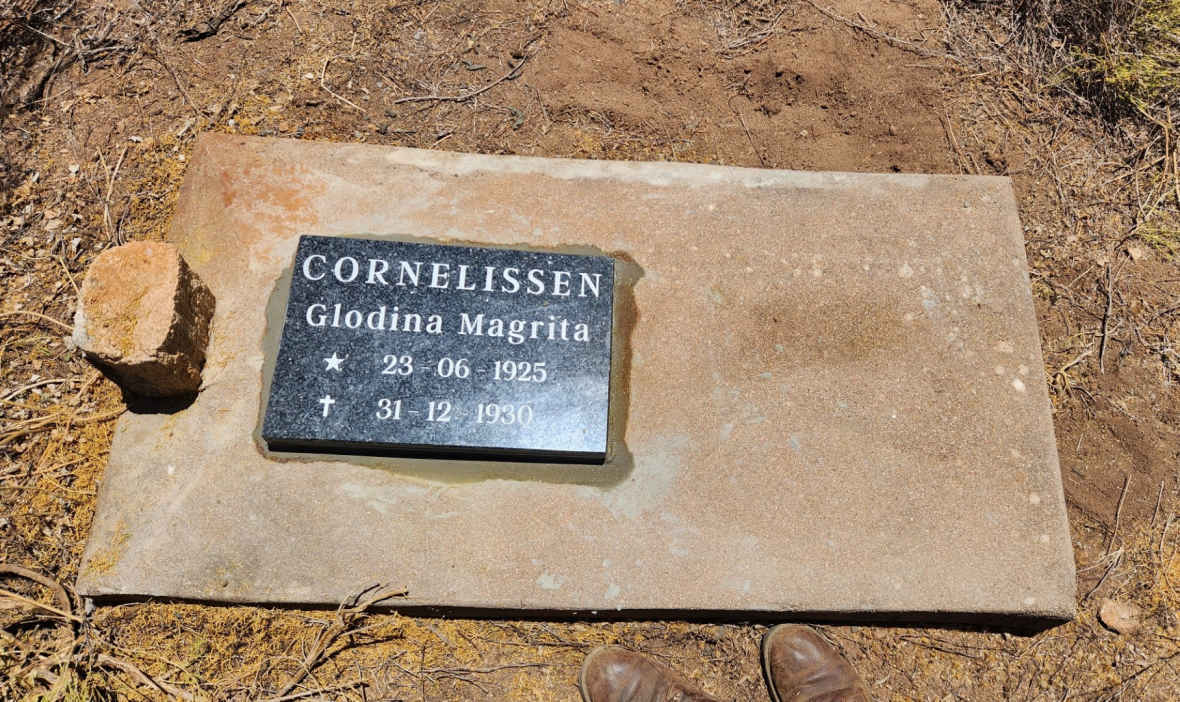 CORNELISSEN
Glodina Magrita
★ 23 - 06 - 1925
✝ 31 - 12 - 1930